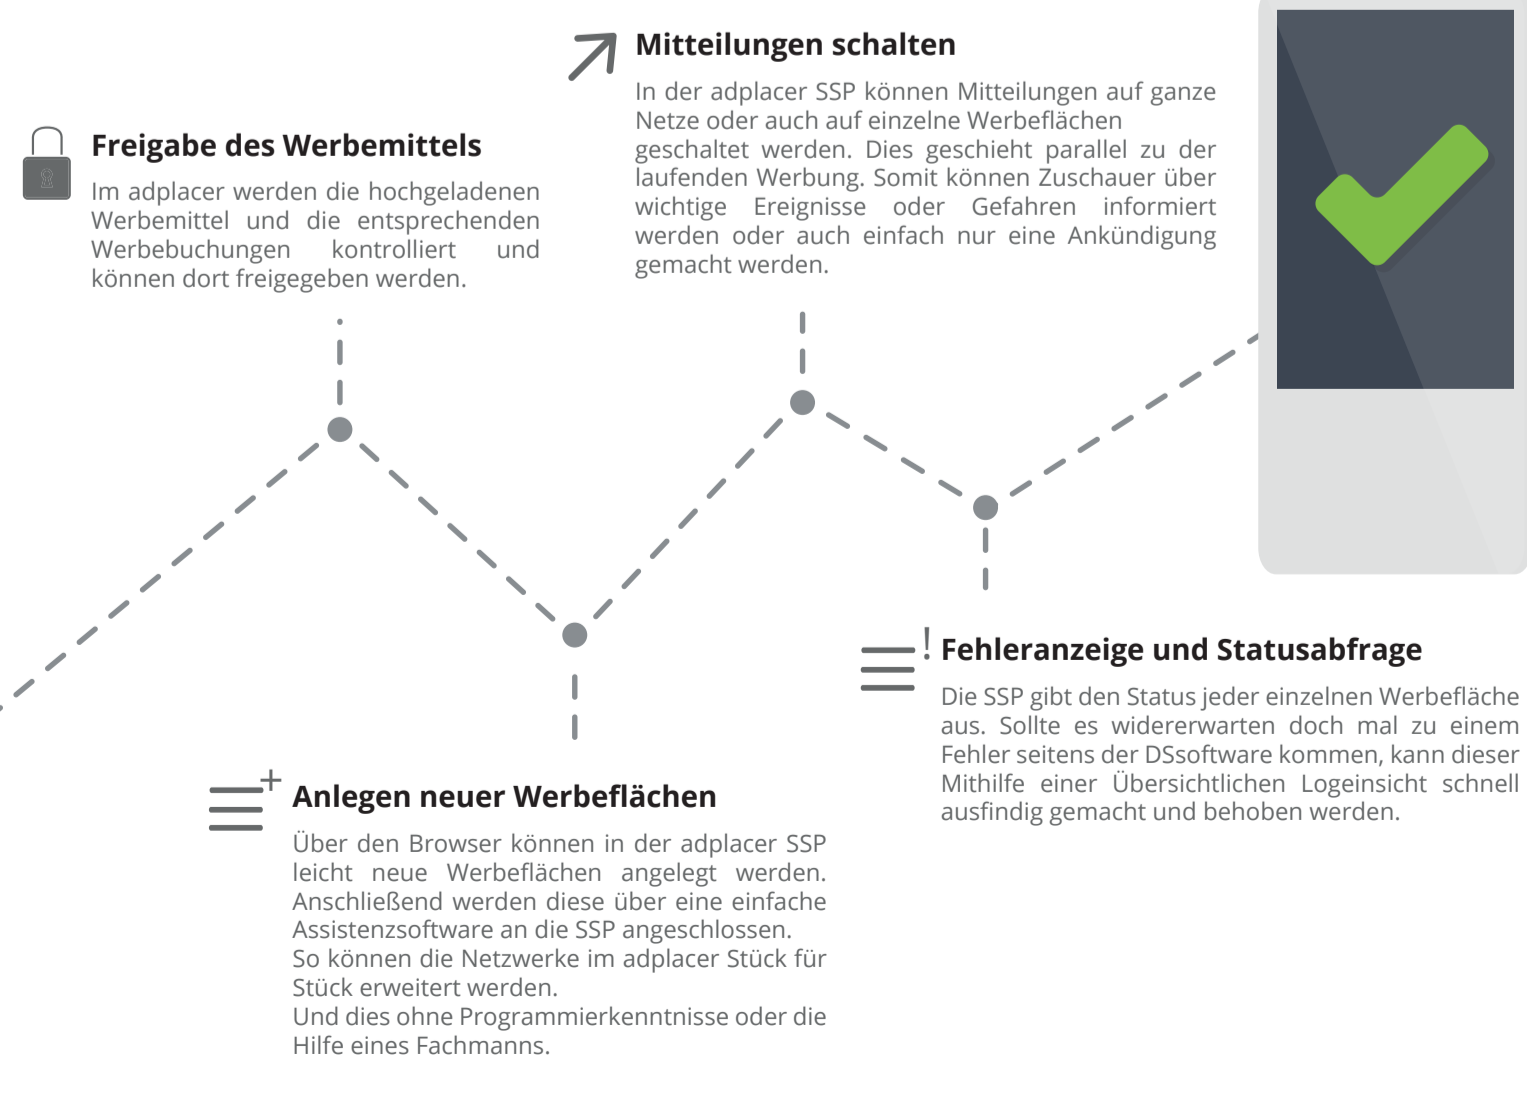 Freigabe des Werbemittels
Im adplacer werden die hochgeladenen
Werbemittel und die entsprechenden
Werbebuchungen kontrolliert und
können dort freigegeben werden.
Mitteilungen schalten
In der adplacer SSP können Mitteilungen auf ganze
Netze oder auch auf einzelne Werbeflächen
geschaltet werden. Dies geschieht parallel zu der
laufenden Werbung. Somit können Zuschauer über
wichtige Ereignisse oder Gefahren informiert
werden oder auch einfach nur eine Ankündigung
gemacht werden.
Anlegen neuer Werbeflächen
Über den Browser können in der adplacer SSP
leicht neue Werbeflächen angelegt werden.
Anschließend werden diese über eine einfache
Assistenzsoftware an die SSP angeschlossen.
So können die Netzwerke im adplacer Stück für
Stück erweitert werden.
Und dies ohne Programmierkenntnisse oder die
Hilfe eines Fachmanns.
! Fehleranzeige und Statusabfrage
Die SSP gibt den Status jeder einzelnen Werbefläche
aus. Sollte es widererwarten doch mal zu einem
Fehler seitens der DSsoftware kommen, kann dieser
Mithilfe einer Übersichtlichen Logeinsicht schnell
ausfindig gemacht und behoben werden.